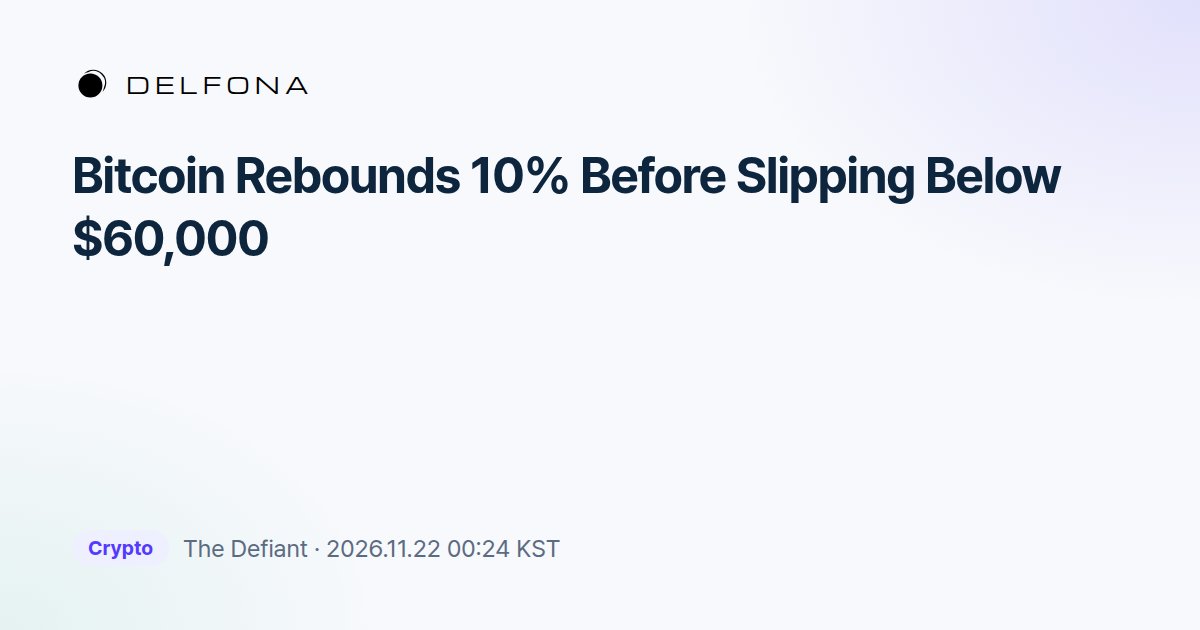 DELFONA
Bitcoin Rebounds 10% Before Slipping Below
$60,000
Crypto The Defiant · 2026.11.22 00:24 KST